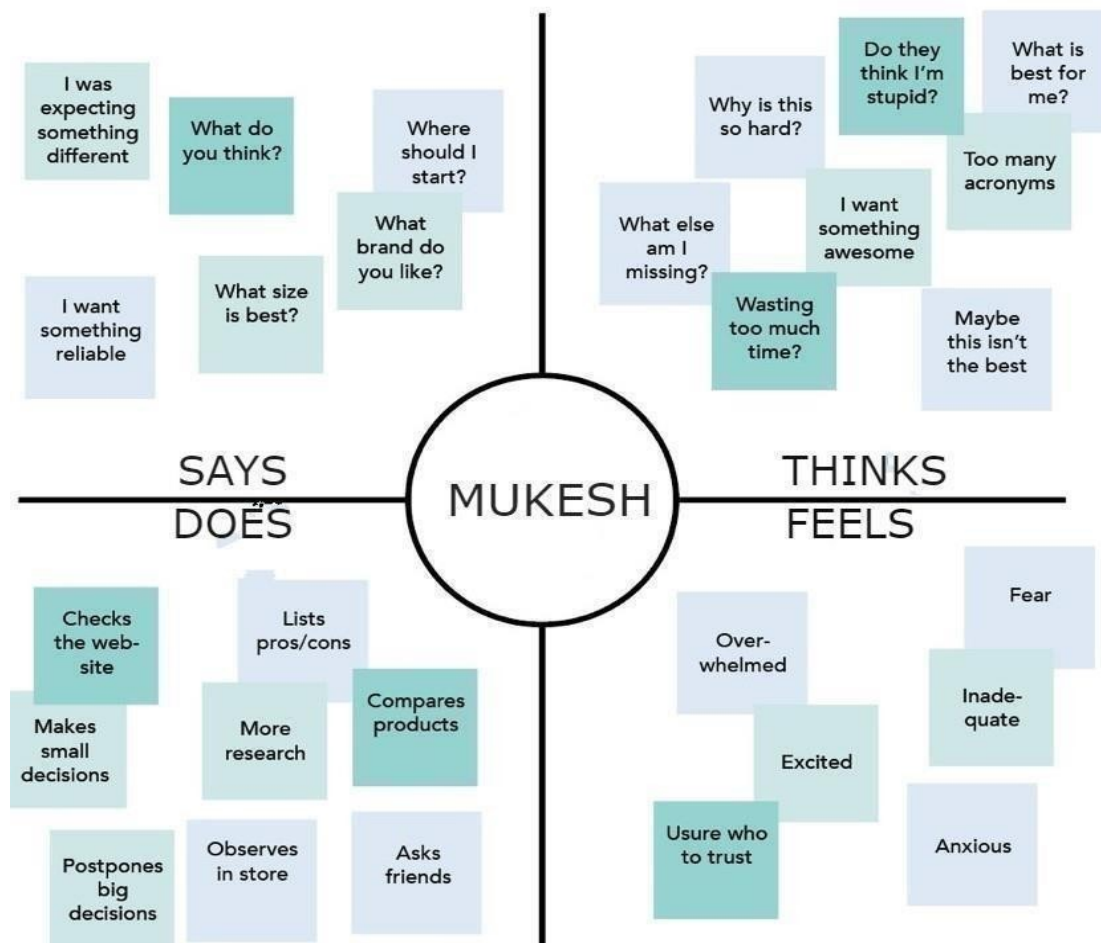 I was
expecting
something
different
What do
you think?
Where
should I
start?
What
brand do
you like?
I want
something
reliable
What size
is best?
Why is this
so hard?
Do they
think I'm
stupid?
What is
best for
me?
Too many
acronyms
What else
am I
missing?
I want
something
awesome
Wasting
too much
time?
Maybe
this isn't
the best
SAYS
THINKS
MUKESH
DOES
FEELS
Checks
the web-
site
Lists
pros/cons
Makes
small
decisions
More
research
Compares
products
Postpones
big
decisions
Observes
in store
Asks
friends
Over-
whelmed
Fear
Inade-
quate
Excited
Usure who
to trust
Anxious